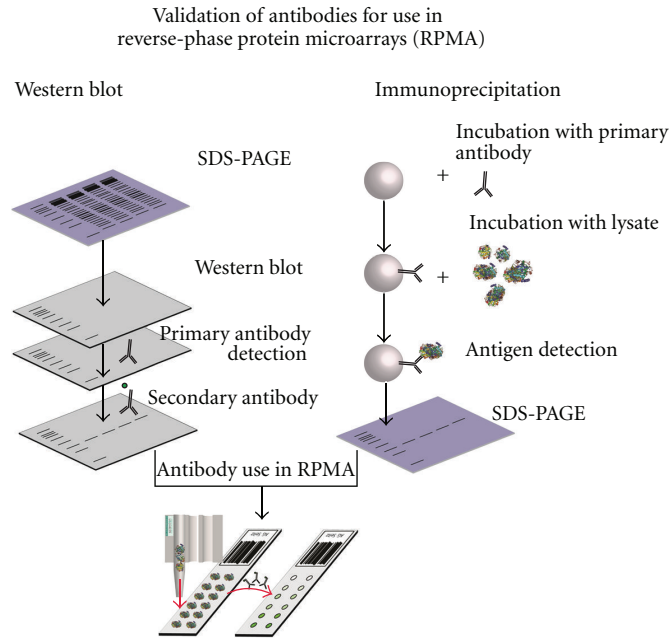 Validation of antibodies for use in
reverse-phase protein microarrays (RPMA)
Western blot
SDS-PAGE
Western blot
Primary antibody
detection
Secondary antibody
Immunoprecipitation
Incubation with primary
antibody
+
Incubation with lysate
+
Antigen detection
SDS-PAGE
Antibody use in RPMA